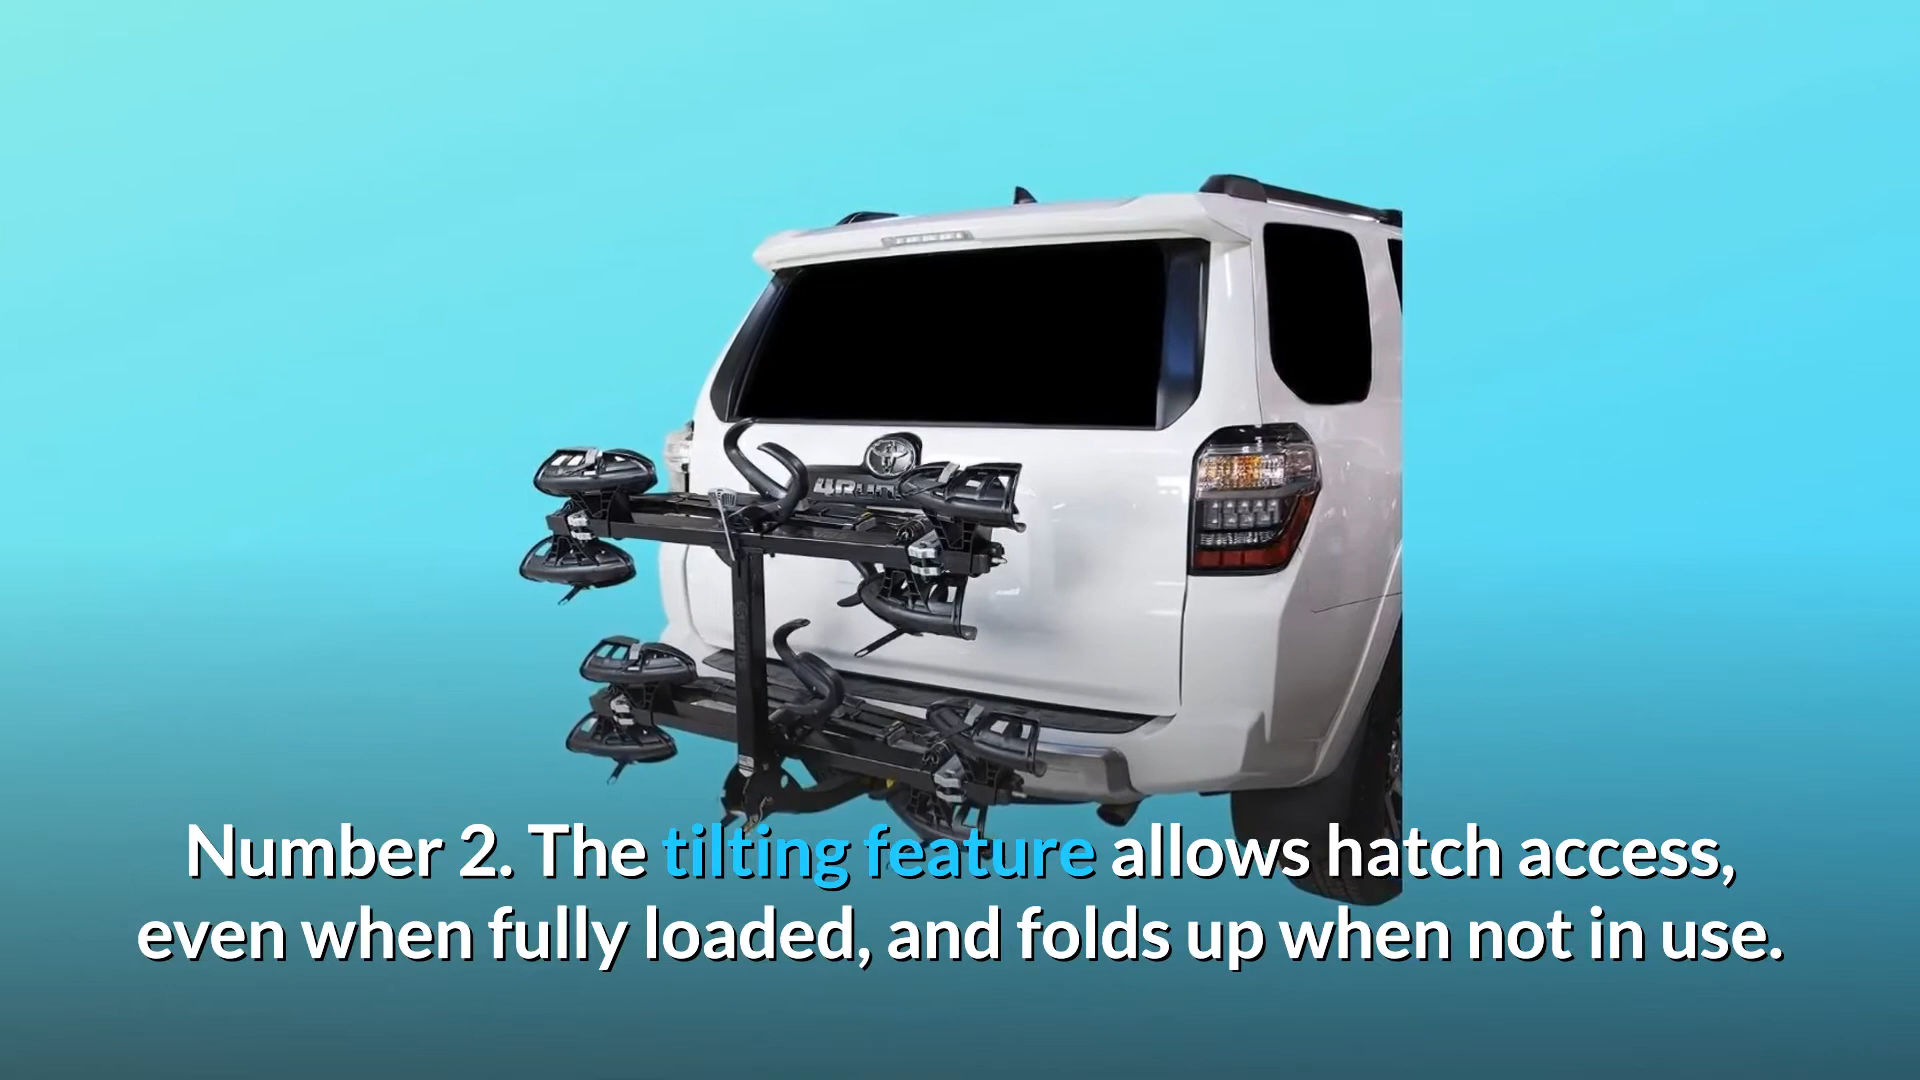 4Run
Number 2. The tilting feature allows hatch access,
even when fully loaded, and folds up when not in use.